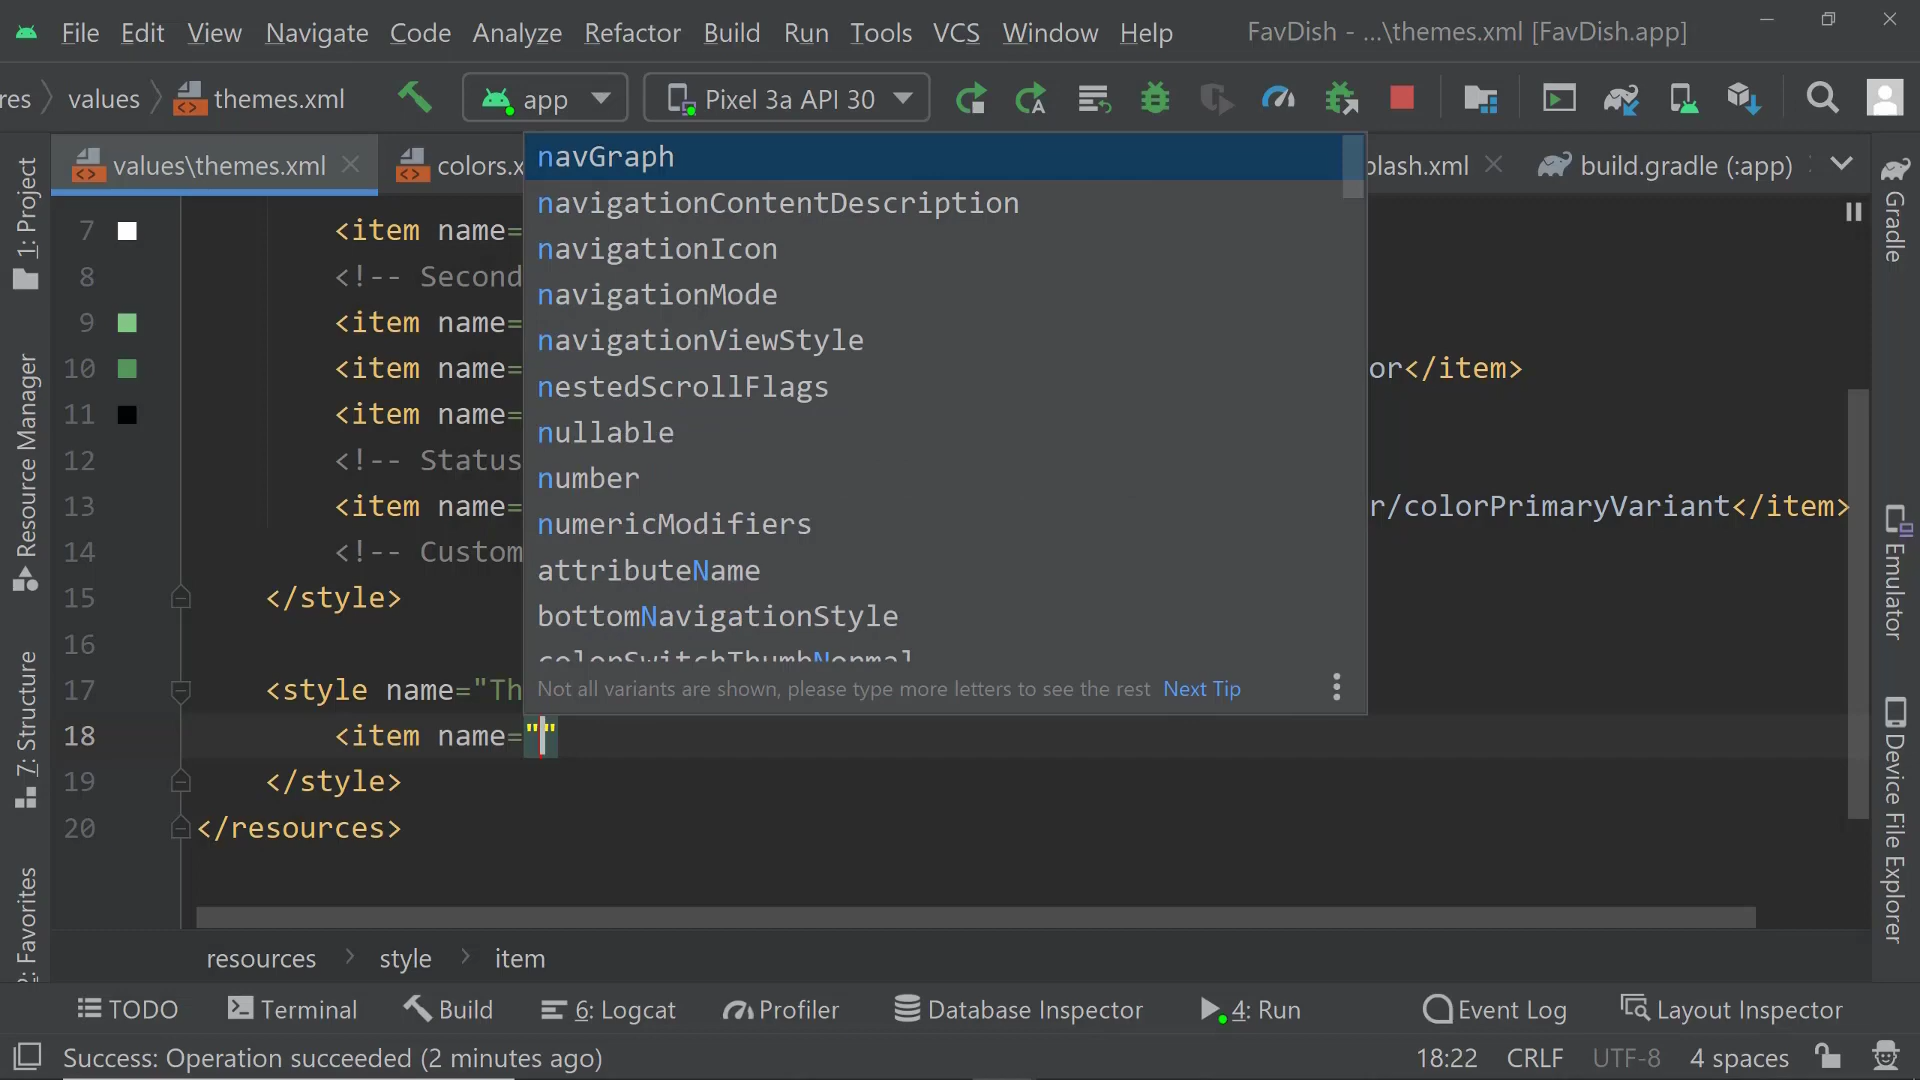 File Edit View Navigate Code Analyze Refactor Build Run Tools VCS Window Help FavDish - ...\themes.xml [FavDish.app]
res values themes.xml app Pixel 3a API 30
values\themes.xml colors.x plash.xml build.gradle (:app)
navGraph
navigationContentDescription
navigationIcon
navigationMode
navigationViewStyle
nestedScrollFlags
nullable
number
numericModifiers
attributeName
bottomNavigationStyle
colorSwitchThumbNormal
Not all variants are shown, please type more letters to see the rest Next Tip
7 <item name=
8 <!-- Second
9 <item name=
10 <item name= or</item>
11 <item name=
12 <!-- Status
13 <item name= r/colorPrimaryVariant</item>
14 <!-- Custom
15 </style>
16
17 <style name="Th
18 <item name=""
19 </style>
20 </resources>
1: Project
Resource Manager
7: Structure
2: Favorites
Gradle
Emulator
Device File Explorer
resources style item
TODO Terminal Build 6: Logcat Profiler Database Inspector 4: Run Event Log Layout Inspector
Success: Operation succeeded (2 minutes ago) 18:22 CRLF UTF-8 4 spaces